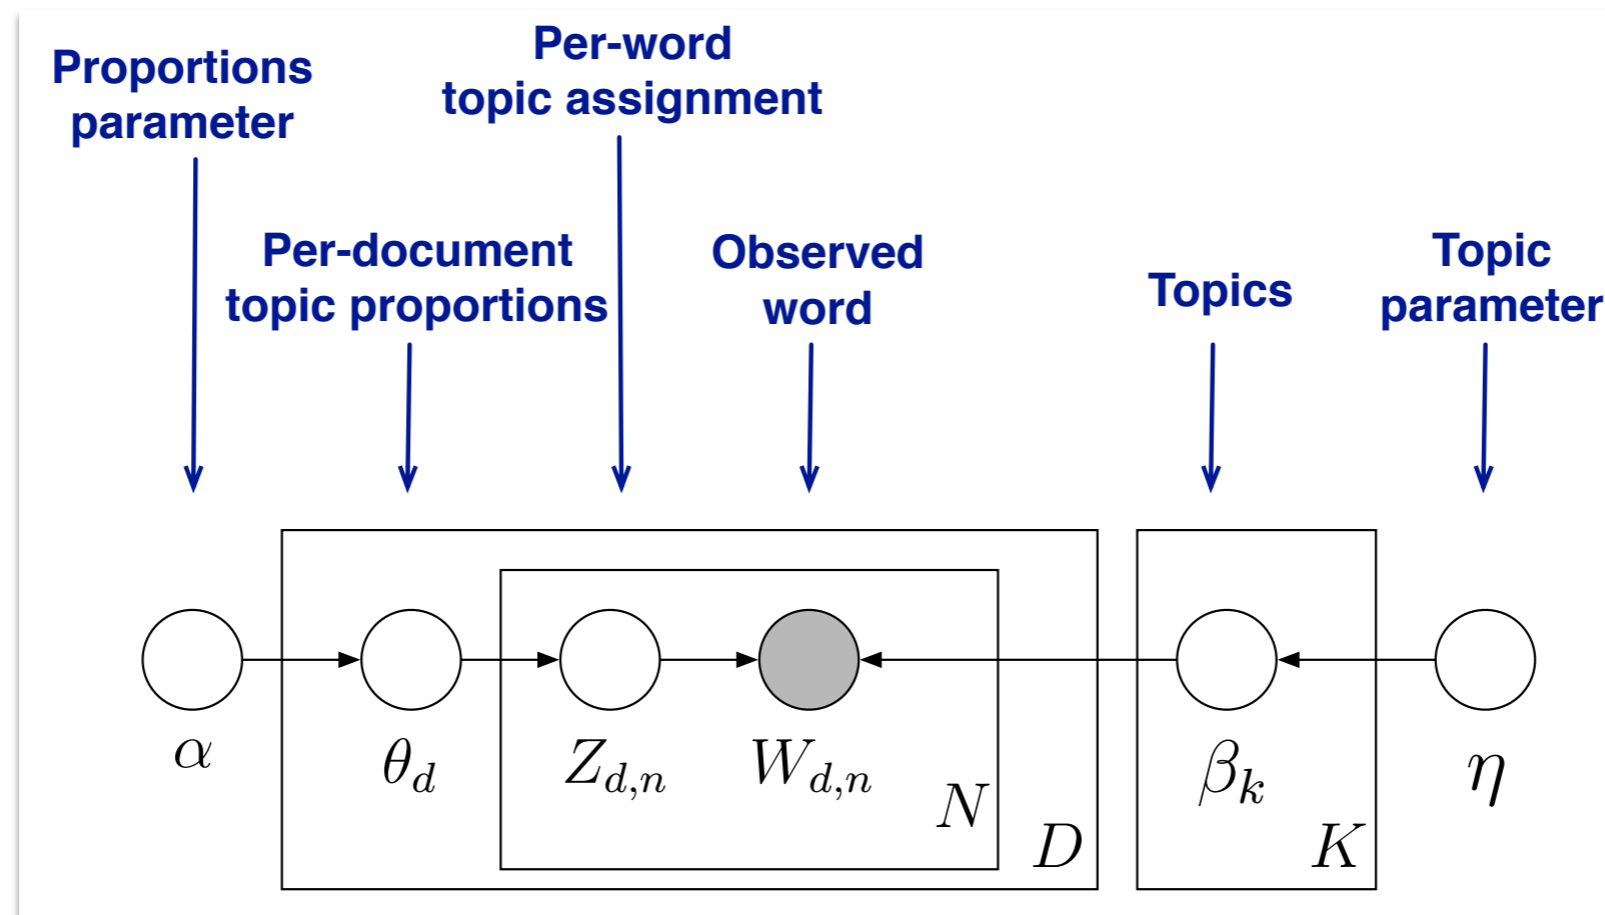 Proportions
parameter
Per-word
topic assignment
Per-document
topic proportions
Observed
word
Topics
Topic
parameter
α
θ_d
Z_{d,n}
W_{d,n}
N
D
β_k
K
η